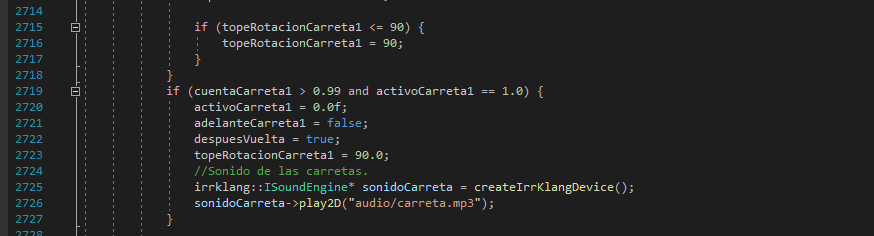 2714
2715 if (topeRotacionCarreta1 <= 90) {
2716 topeRotacionCarreta1 = 90;
2717 }
2718 }
2719 if (cuentaCarreta1 > 0.99 and activoCarreta1 == 1.0) {
2720 activoCarreta1 = 0.0f;
2721 adelanteCarreta1 = false;
2722 despuesVuelta = true;
2723 topeRotacionCarreta1 = 90.0;
2724 //Sonido de las carretas.
2725 irrklang::ISoundEngine* sonidoCarreta = createIrrKlangDevice();
2726 sonidoCarreta->play2D("audio/carreta.mp3");
2727 }
2728